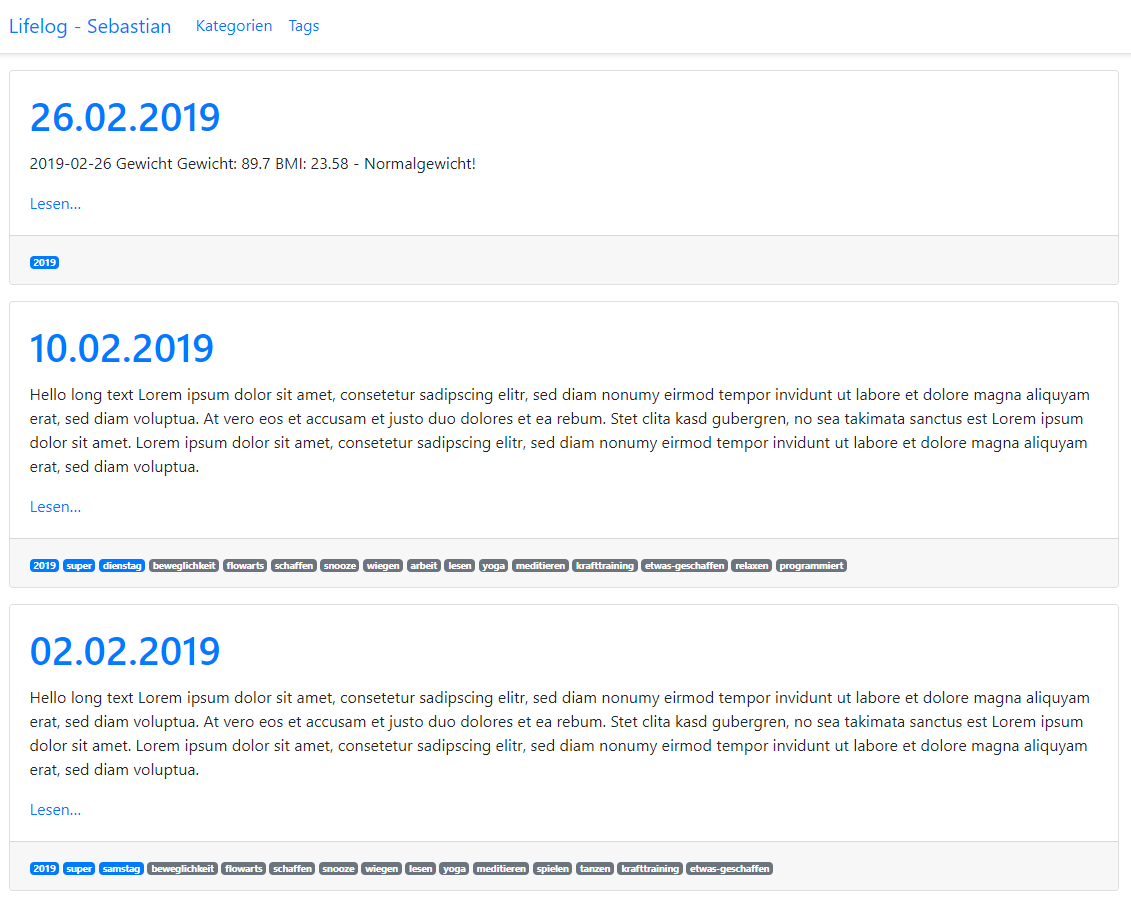 Lifelog - Sebastian Kategorien Tags
26.02.2019
2019-02-26 Gewicht Gewicht: 89.7 BMI: 23.58 - Normalgewicht!
Lesen...
2019
10.02.2019
Hello long text Lorem ipsum dolor sit amet, consetetur sadipscing elitr, sed diam nonumy eirmod tempor invidunt ut labore et dolore magna aliquyam
erat, sed diam voluptua. At vero eos et accusam et justo duo dolores et ea rebum. Stet clita kasd gubergren, no sea takimata sanctus est Lorem ipsum
dolor sit amet. Lorem ipsum dolor sit amet, consetetur sadipscing elitr, sed diam nonumy eirmod tempor invidunt ut labore et dolore magna aliquyam
erat, sed diam voluptua.
Lesen...
2019 super dienstag beweglichkeit flowarts schaffen snooze wiegen arbeit lesen yoga meditieren krafttraining etwas-geschaffen relaxen programmiert
02.02.2019
Hello long text Lorem ipsum dolor sit amet, consetetur sadipscing elitr, sed diam nonumy eirmod tempor invidunt ut labore et dolore magna aliquyam
erat, sed diam voluptua. At vero eos et accusam et justo duo dolores et ea rebum. Stet clita kasd gubergren, no sea takimata sanctus est Lorem ipsum
dolor sit amet. Lorem ipsum dolor sit amet, consetetur sadipscing elitr, sed diam nonumy eirmod tempor invidunt ut labore et dolore magna aliquyam
erat, sed diam voluptua.
Lesen...
2019 super samstag beweglichkeit flowarts schaffen snooze wiegen lesen yoga meditieren spielen tanzen krafttraining etwas-geschaffen